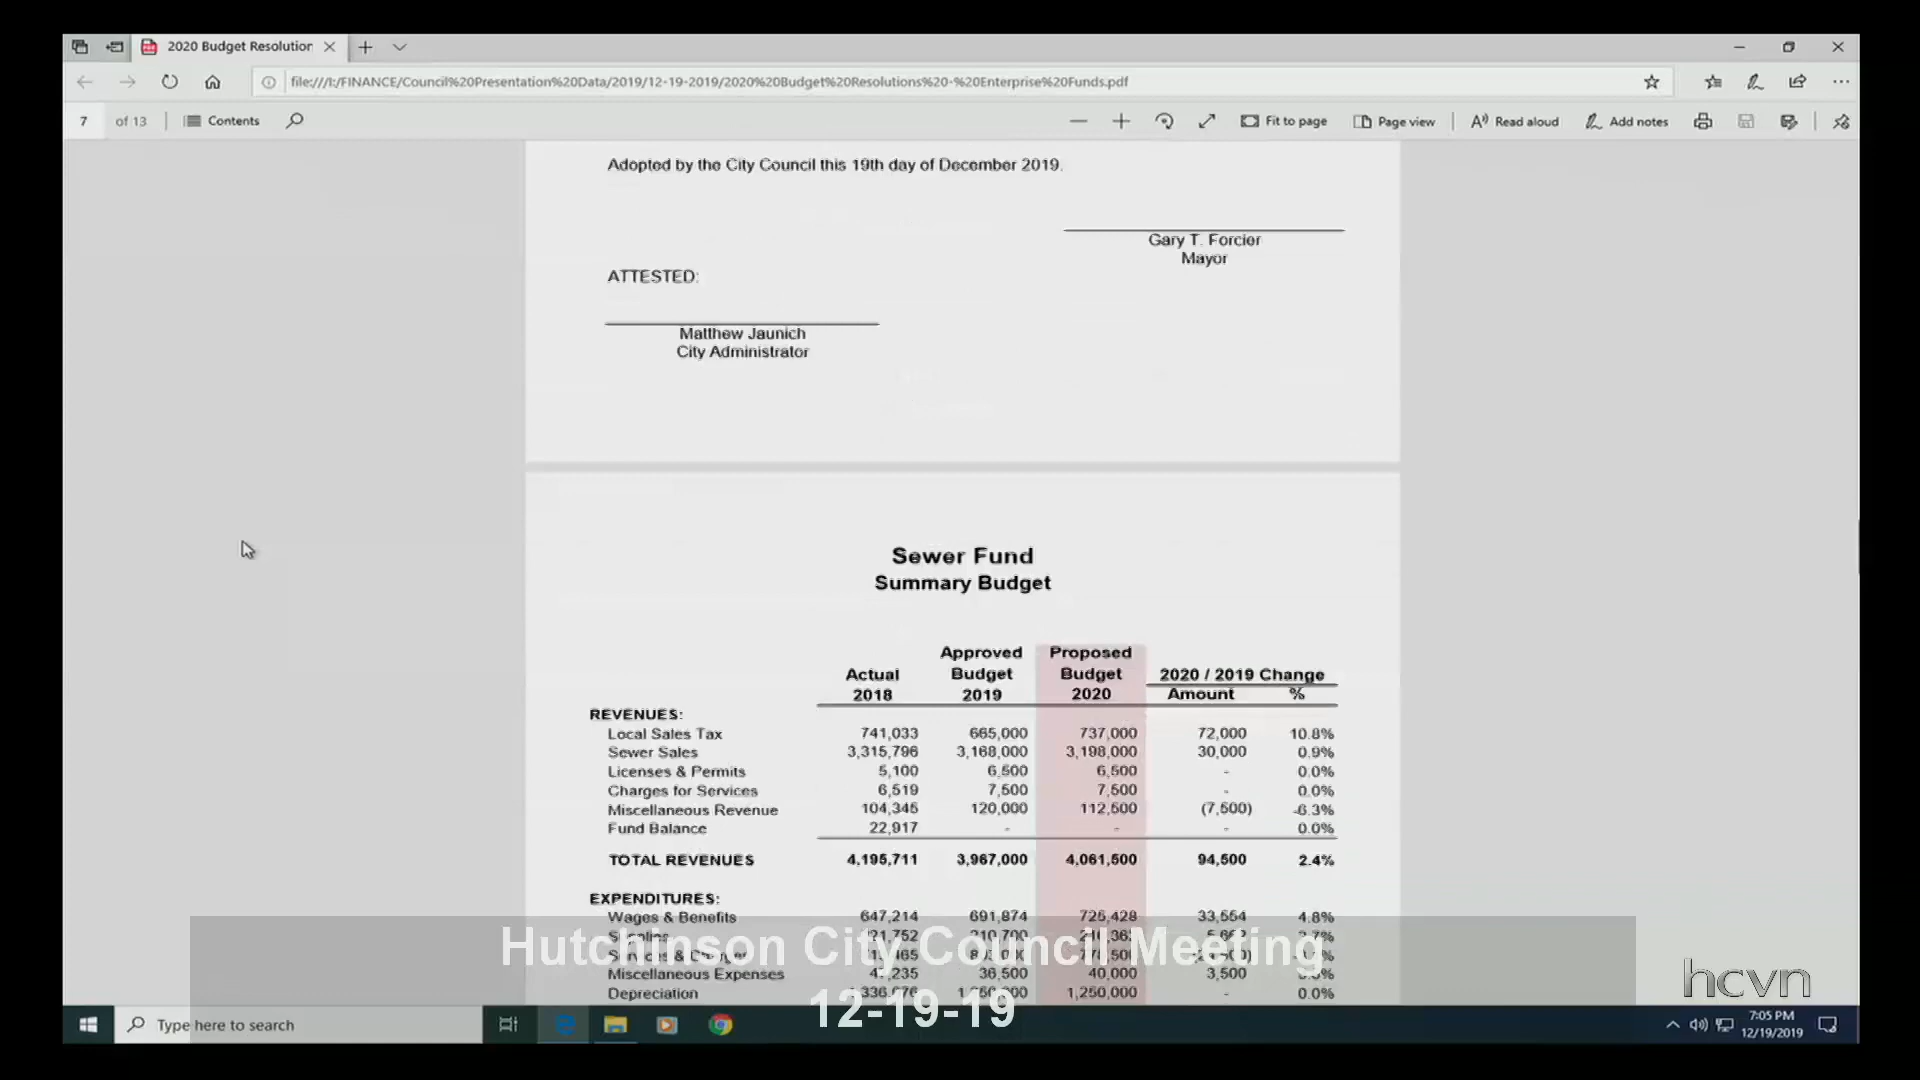 2020 Budget Resolution
file:///I:/FINANCE/Council%20Presentation%20Data/2019/12-19-2019/2020%20Budget%20Resolutions%20-%20Enterprise%20Funds.pdf
7 of 13 Contents Fit to page Page view Read aloud Add notes
Adopted by the City Council this 19th day of December 2019.
Gary T. Forcier
Mayor
ATTESTED:
Matthew Jaunich
City Administrator
Sewer Fund
Summary Budget
Approved Proposed
Actual Budget Budget 2020 / 2019 Change
2018 2019 2020 Amount %
REVENUES:
Local Sales Tax 741,033 665,000 737,000 72,000 10.8%
Sewer Sales 3,315,796 3,168,000 3,198,000 30,000 0.9%
Licenses & Permits 5,100 6,500 6,500 - 0.0%
Charges for Services 6,519 7,500 7,500 - 0.0%
Miscellaneous Revenue 104,345 120,000 112,500 (7,500) -6.3%
Fund Balance 22,917 - - - 0.0%
TOTAL REVENUES 4,195,711 3,967,000 4,061,500 94,500 2.4%
EXPENDITURES:
Wages & Benefits 647,214 691,874 725,428 33,554 4.8%
Miscellaneous Expenses 36,500 40,000 3,500
Depreciation 1,250,000 - 0.0%
Hutchinson City Council Meeting
12-19-19
hcvn
Type here to search
7:05 PM
12/19/2019